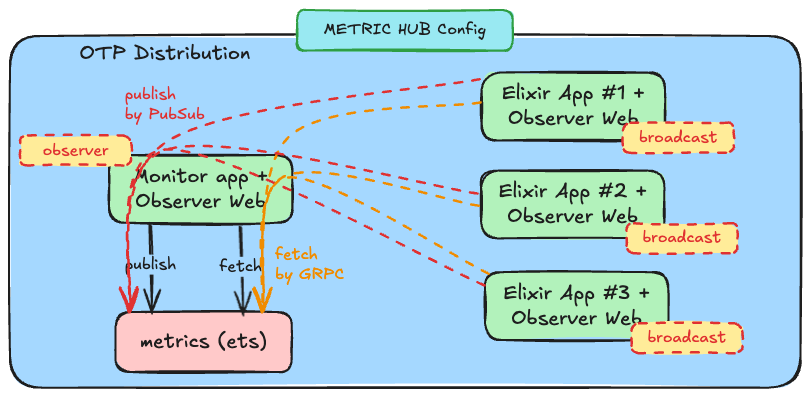 METRIC HUB Config
OTP Distribution
publish
by PubSub
Elixir App #1 +
Observer Web
broadcast
observer
Monitor app +
Observer Web
Elixir App #2 +
Observer Web
broadcast
publish
fetch
fetch
by GRPC
Elixir App #3 +
Observer Web
broadcast
metrics (ets)